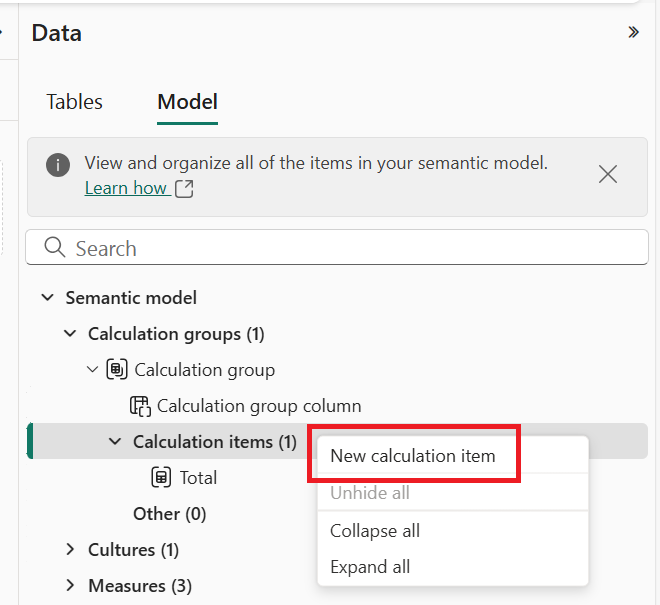 Data
Tables Model
View and organize all of the items in your semantic model.
Learn how
Search
Semantic model
Calculation groups (1)
Calculation group
Calculation group column
Calculation items (1)
New calculation item
Total
Unhide all
Other (0)
Collapse all
Cultures (1)
Expand all
Measures (3)